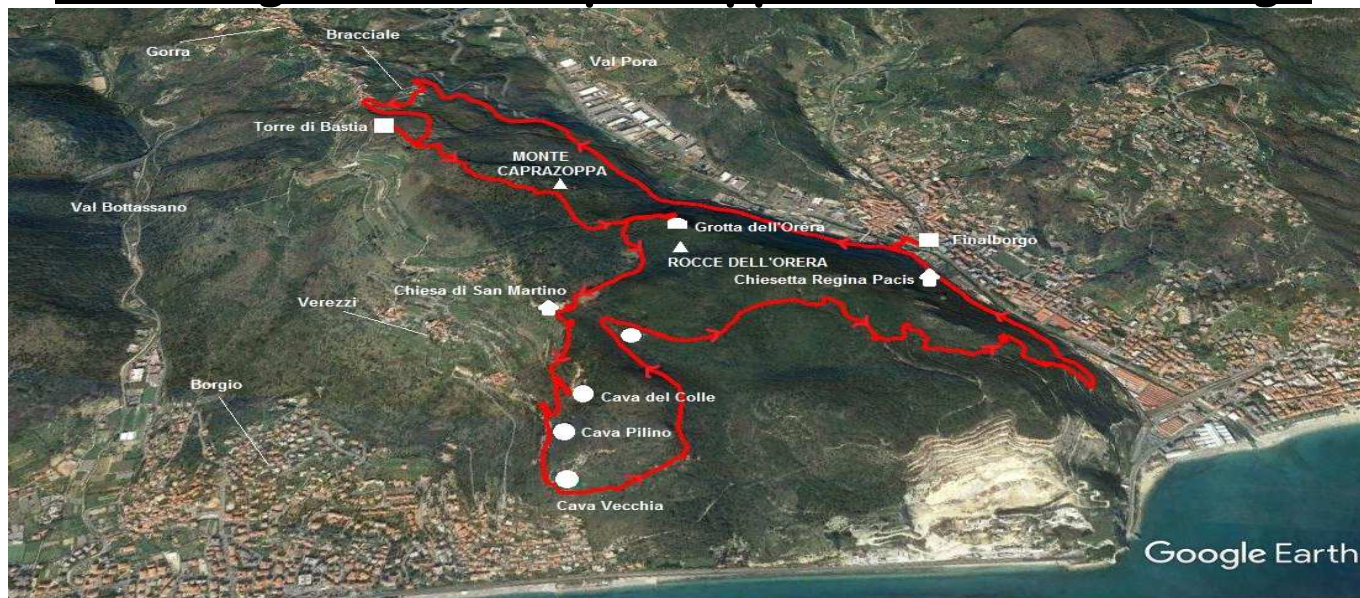 Bracciale
Gorra
Val Pora
Torre di Bastia
MONTE
CAPRAZOPPA
Val Bottassano
Grotta dell'Orera
Finalborgo
ROCCE DELL'ORERA
Chiesetta Regina Pacis
Chiesa di San Martino
Verezzi
Borgio
Cava del Colle
Cava Pilino
Cava Vecchia
Google Earth